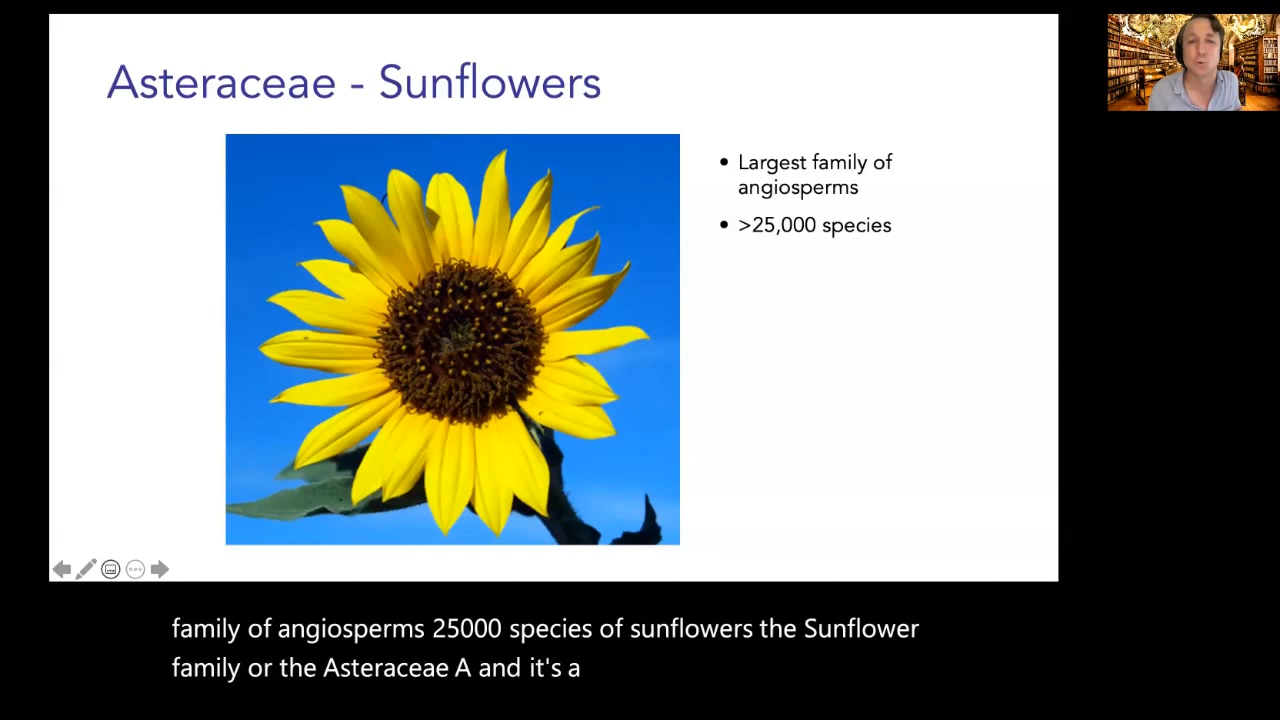 Asteraceae - Sunflowers
• Largest family of
angiosperms
• >25,000 species
family of angiosperms 25000 species of sunflowers the Sunflower
family or the Asteraceae A and it's a